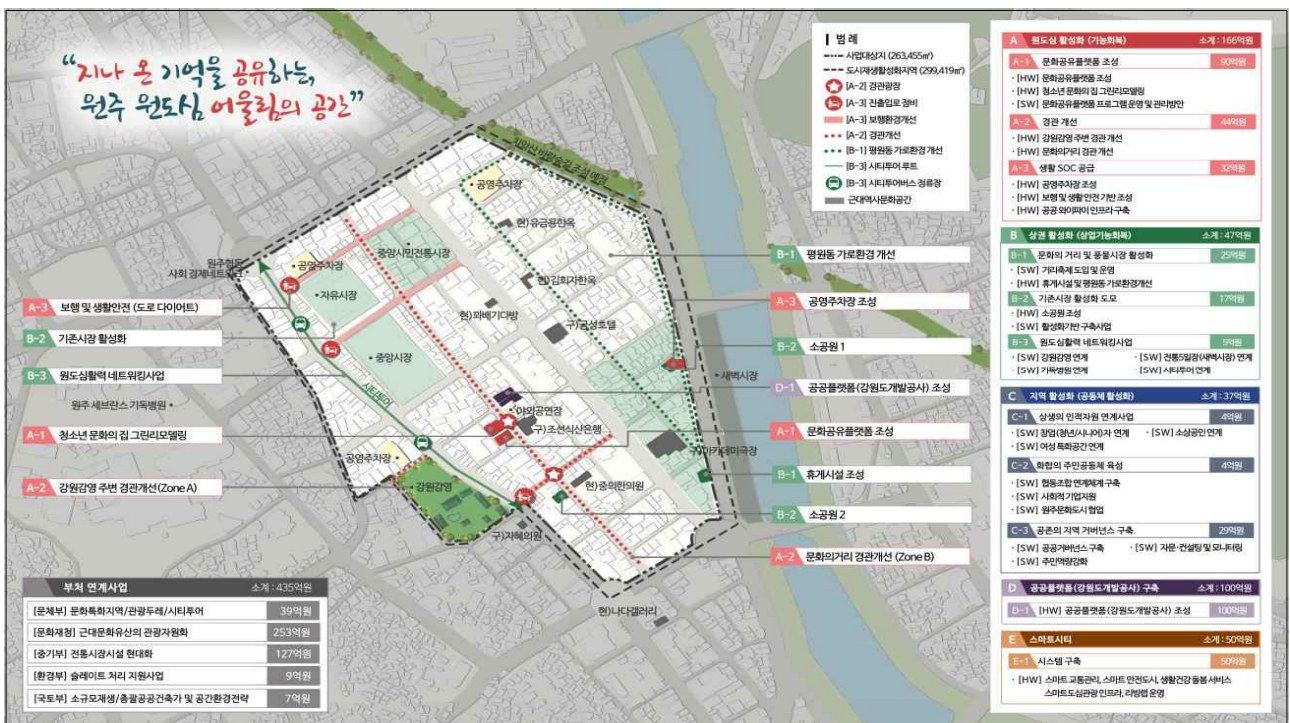 “지나 온 기억을 공유하는,
원주 원도심 어울림의 공간”
범 례
사업대상지 (263,455㎡)
도시재생활성화지역 (299,419㎡)
[A-2] 경관광장
[A-3] 진출입로 정비
[A-3] 보행환경개선
[A-2] 경관개선
[B-1] 평원동 가로환경 개선
[B-3] 시티투어 루트
[B-3] 시티투어버스 정류장
근대역사문화공간
치악산 바람숲길 조성 예정
공영주차장
현)유금용한옥
중앙시민전통시장
원주협동
사회 경제네트워크
공영주차장
자유시장
현)김희자한옥
현)꽈배기다방
구)금성호텔
중앙시장
새벽시장
시티투어
원주 세브란스 기독병원
야외공연장
구)조선식산은행
구)아카데미극장
공영주차장
강원감영
현)중의한의원
구)자혜의원
현)나다갤러리
A-3 보행 및 생활안전 (도로 다이어트)
B-2 기존시장 활성화
B-3 원도심활력 네트워킹사업
A-1 청소년 문화의 집 그린리모델링
A-2 강원감영 주변 경관개선(Zone A)
B-1 평원동 가로환경 개선
A-3 공영주차장 조성
B-2 소공원 1
D-1 공공플랫폼(강원도개발공사) 조성
A-1 문화공유플랫폼 조성
B-1 휴게시설 조성
B-2 소공원 2
A-2 문화의거리 경관개선 (Zone B)
부처 연계사업 소계 : 435억원
[문체부] 문화특화지역/관광두레/시티투어 39억원
[문화재청] 근대문화유산의 관광자원화 253억원
[중기부] 전통시장시설 현대화 127억원
[환경부] 슬레이트 처리 지원사업 9억원
[국토부] 소규모재생/총괄공공건축가 및 공간환경전략 7억원
A 원도심 활성화 (기능회복) 소계 : 166억원
A-1 문화공유플랫폼 조성 90억원
· [HW] 문화공유플랫폼 조성
· [HW] 청소년 문화의 집 그린리모델링
· [SW] 문화공유플랫폼 프로그램 운영 및 관리방안
A-2 경관 개선 44억원
· [HW] 강원감영 주변 경관 개선
· [HW] 문화의거리 경관 개선
A-3 생활 SOC 공급 32억원
· [HW] 공영주차장 조성
· [HW] 보행 및 생활 안전 기반 조성
· [HW] 공공 와이파이 인프라 구축
B 상권 활성화 (상업기능회복) 소계 : 47억원
B-1 문화의 거리 및 풍물시장 활성화 25억원
· [SW] 거리축제 도입 및 운영
· [HW] 휴게시설 및 평원동 가로환경개선
B-2 기존시장 활성화 도모 17억원
· [HW] 소공원 조성
· [SW] 활성화기반 구축사업
B-3 원도심활력 네트워킹사업 5억원
· [SW] 강원감영 연계 · [SW] 전통5일장(새벽시장) 연계
· [SW] 기독병원 연계 · [SW] 시티투어 연계
C 지역 활성화 (공동체 활성화) 소계 : 37억원
C-1 상생의 인적자원 연계사업 4억원
· [SW] 창업(청년/시니어)자 연계 · [SW] 소상공인 연계
· [SW] 여성 특화공간 연계
C-2 화합의 주민공동체 육성 4억원
· [SW] 협동조합 연계체계 구축
· [SW] 사회적 기업지원
· [SW] 원주문화도시 협업
C-3 공존의 지역 거버넌스 구축 29억원
· [SW] 공공거버넌스 구축 · [SW] 자문·컨설팅 및 모니터링
· [SW] 주민역량강화
D 공공플랫폼(강원도개발공사) 구축 소계 : 100억원
D-1 [HW] 공공플랫폼(강원도개발공사) 조성 100억원
E 스마트시티 소계 : 50억원
E-1 시스템 구축 50억원
· [HW] 스마트 교통관리, 스마트 안전도시, 생활건강 돌봄 서비스
스마트도심관광 인프라, 리빙랩 운영